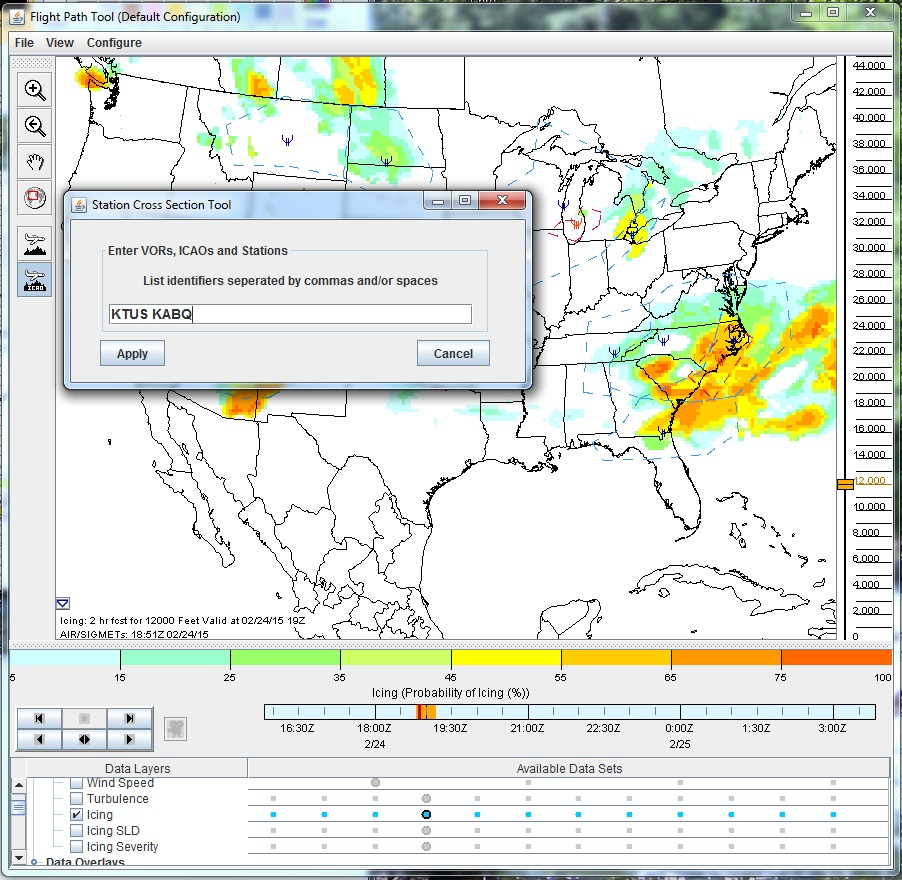 Flight Path Tool (Default Configuration)
File View Configure
44.000
42.000
40.000
38.000
36.000
34.000
32.000
30.000
28.000
26.000
24.000
22.000
20.000
18.000
16.000
14.000
12.000
10.000
8.000
6.000
4.000
2.000
0
ICAO
Station Cross Section Tool
Enter VORs, ICAOs and Stations
List identifiers seperated by commas and/or spaces
KTUS KABQ
Apply Cancel
Icing: 2 hr fcst for 12000 Feet Valid at 02/24/15 19Z
AIR/SIGMETs: 18:51Z 02/24/15
5 15 25 35 45 55 65 75 100
Icing (Probability of Icing (%))
16:30Z 18:00Z 19:30Z 21:00Z 22:30Z 0:00Z 1:30Z 3:00Z
2/24 2/25
Data Layers Available Data Sets
Wind Speed
Turbulence
Icing
Icing SLD
Icing Severity
Data Overlays